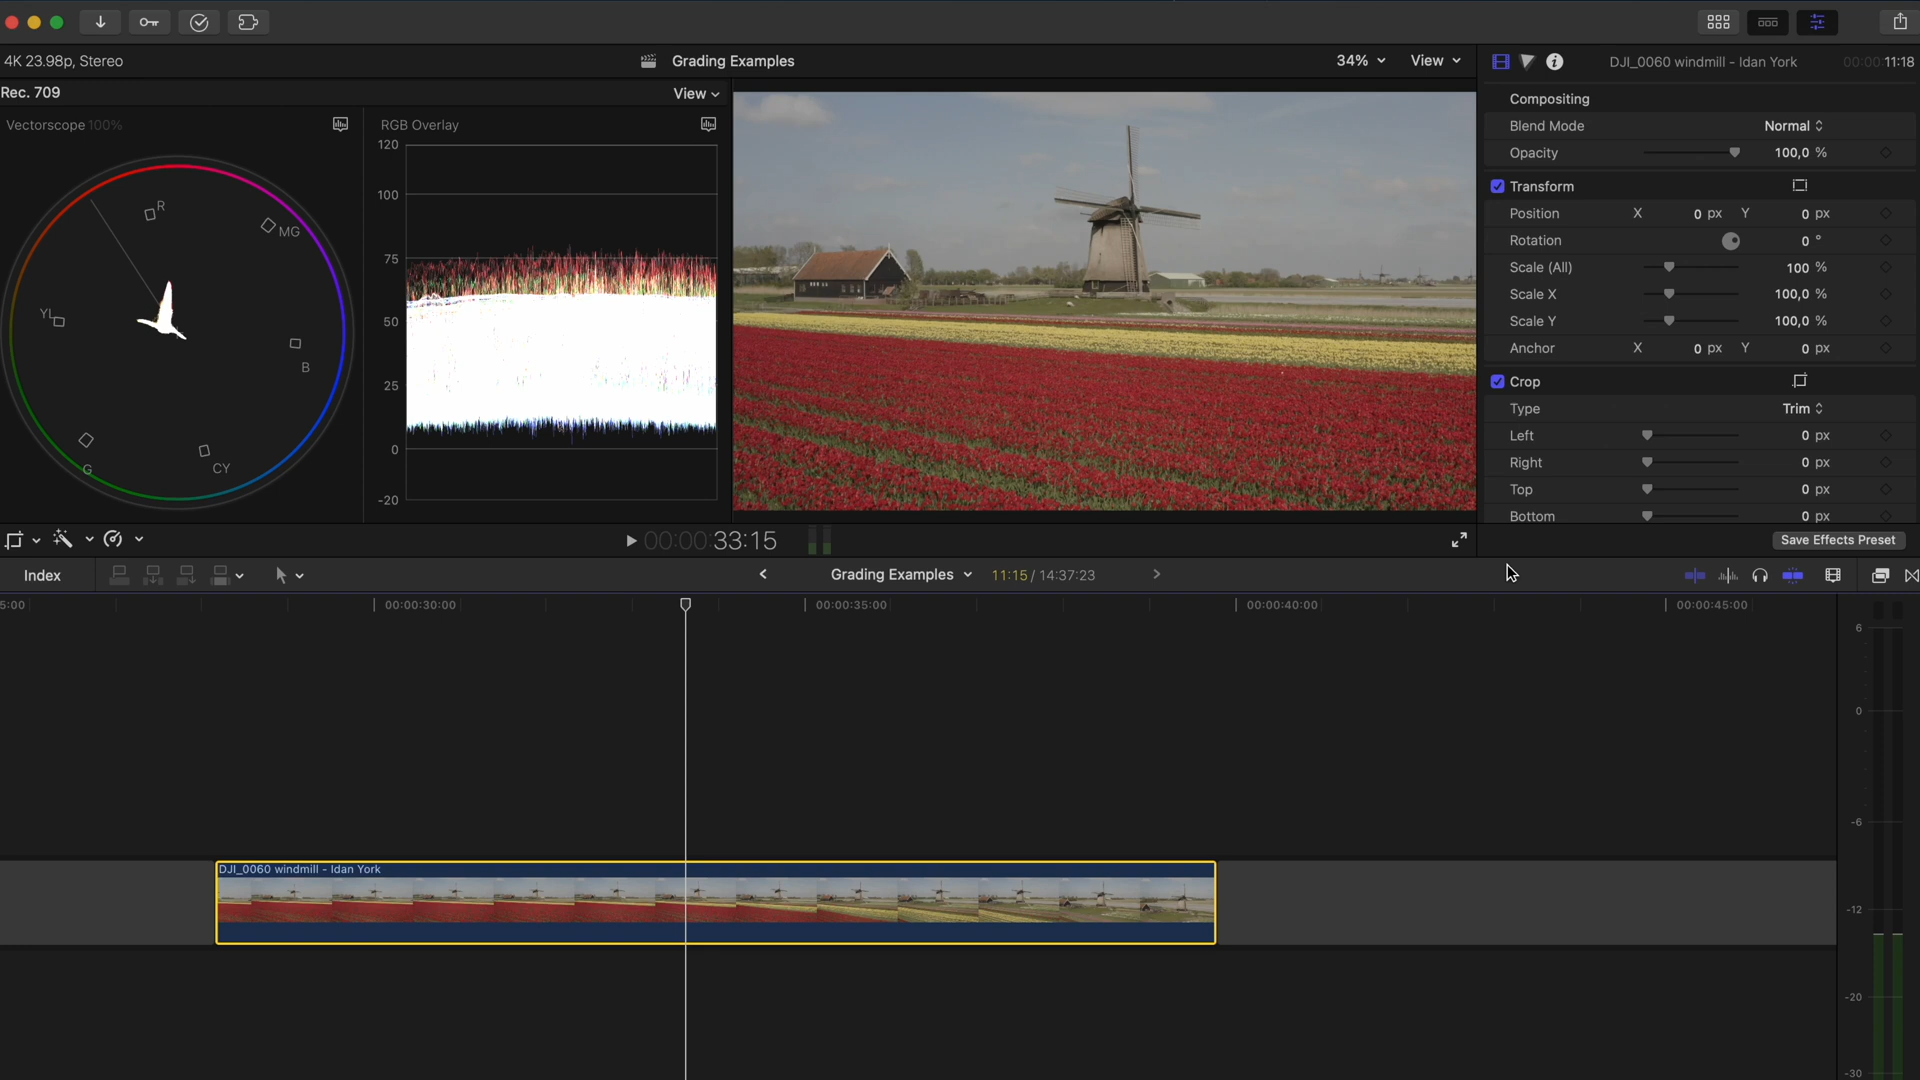 4K 23.98p, Stereo
Grading Examples
34%
View
DJI_0060 windmill - Idan York
00:00:11:18
Rec. 709
View
Vectorscope 100%
RGB Overlay
R
MG
YL
B
G
CY
120
100
75
50
25
0
-20
Compositing
Blend Mode Normal
Opacity 100,0 %
Transform
Position X 0 px Y 0 px
Rotation 0 °
Scale (All) 100 %
Scale X 100,0 %
Scale Y 100,0 %
Anchor X 0 px Y 0 px
Crop
Type Trim
Left 0 px
Right 0 px
Top 0 px
Bottom 0 px
00:00:33:15
Save Effects Preset
Index
Grading Examples
11:15 / 14:37:23
5:00
00:00:30:00
00:00:35:00
00:00:40:00
00:00:45:00
DJI_0060 windmill - Idan York
6
0
-6
-12
-20
-30